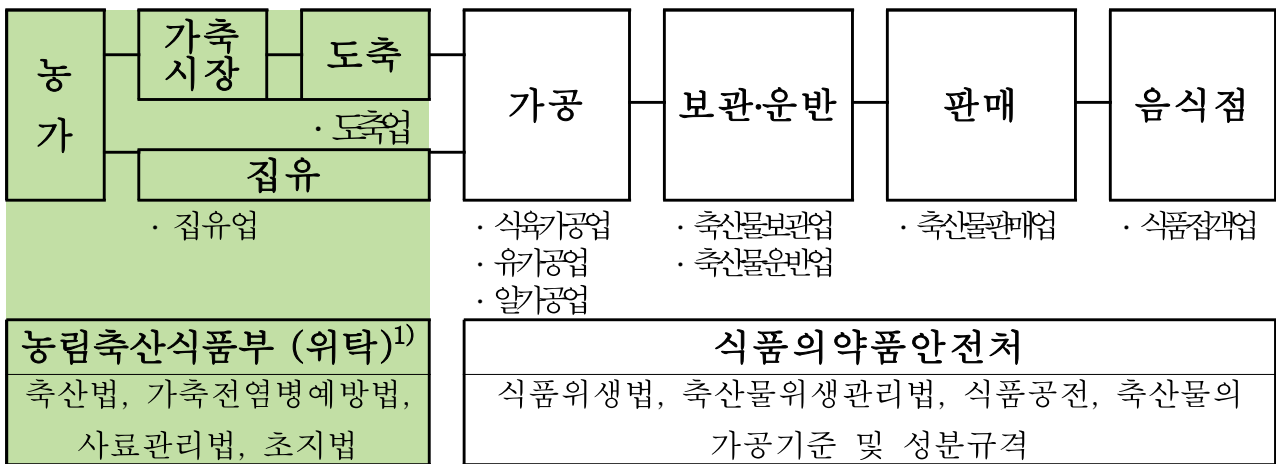 농
가
가축
시장
도축
· 도축업
집유
· 집유업
가공
· 식육가공업
· 유가공업
· 알가공업
보관·운반
· 축산물보관업
· 축산물운반업
판매
· 축산물판매업
음식점
· 식품접객업
농림축산식품부 (위탁)1)
축산법, 가축전염병예방법,
사료관리법, 초지법
식품의약품안전처
식품위생법, 축산물위생관리법, 식품공전, 축산물의
가공기준 및 성분규격